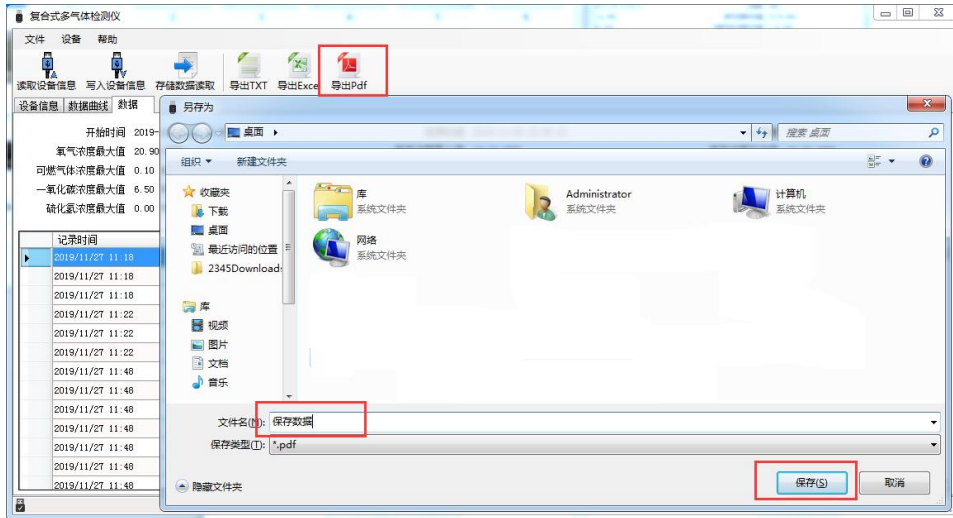 复合式多气体检测仪
文件 设备 帮助
读取设备信息 写入设备信息 存储数据读取 导出TXT 导出Exce 导出Pdf
设备信息 数据曲线 数据
开始时间 2019-
氧气浓度最大值 20.90
可燃气体浓度最大值 0.10
一氧化碳浓度最大值 6.50
硫化氢浓度最大值 0.00
记录时间
2019/11/27 11:18
2019/11/27 11:18
2019/11/27 11:18
2019/11/27 11:22
2019/11/27 11:22
2019/11/27 11:22
2019/11/27 11:48
2019/11/27 11:48
2019/11/27 11:48
2019/11/27 11:48
2019/11/27 11:48
2019/11/27 11:48
2019/11/27 11:48
另存为
桌面
搜索 桌面
组织 新建文件夹
收藏夹
下载
桌面
最近访问的位置
2345Downloads
库
视频
图片
文档
音乐
库
系统文件夹
Administrator
系统文件夹
计算机
系统文件夹
网络
系统文件夹
文件名(N): 保存数据
保存类型(T): *.pdf
隐藏文件夹
保存(S) 取消